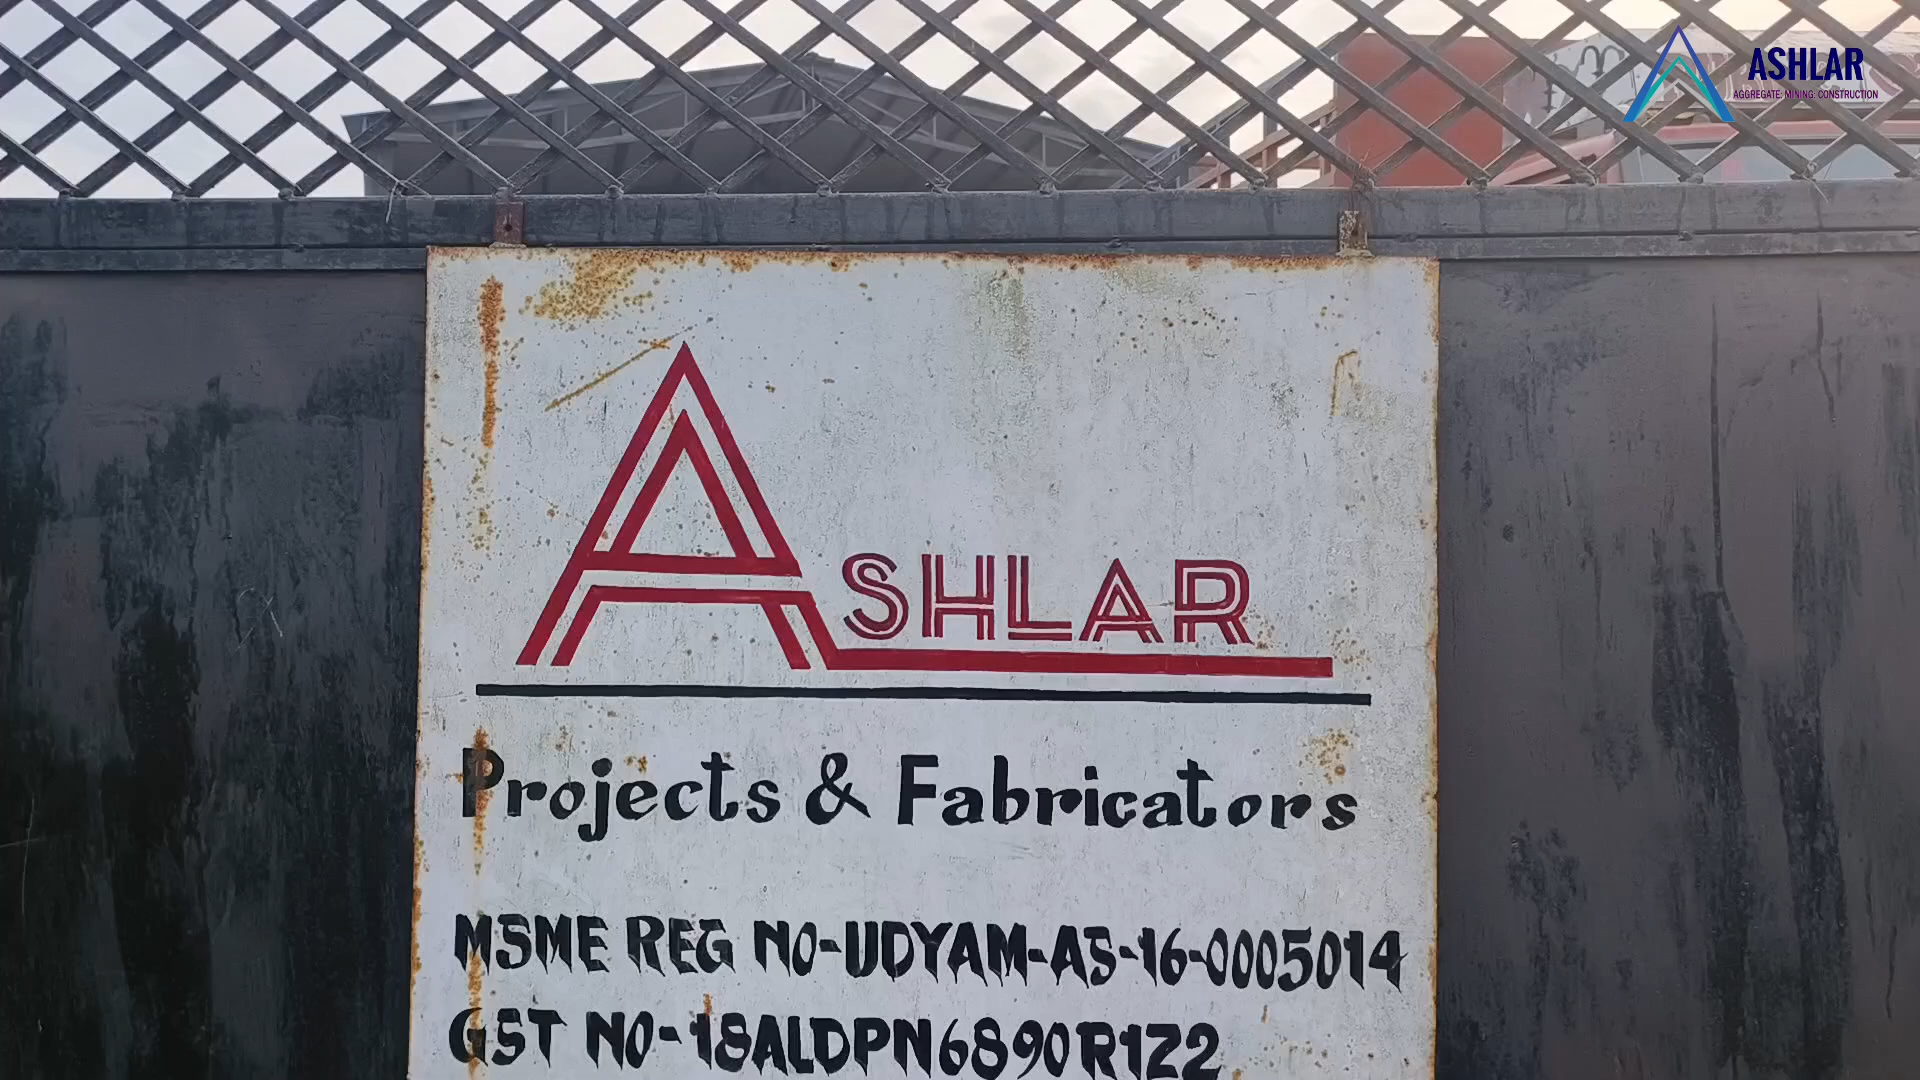 ASHLAR
AGGREGATE: MINING: CONSTRUCTION
ASHLAR
Projects & Fabricators
MSME REG NO-UDYAM-AS-16-0005014
GST NO-18ALDPN6890R1Z2